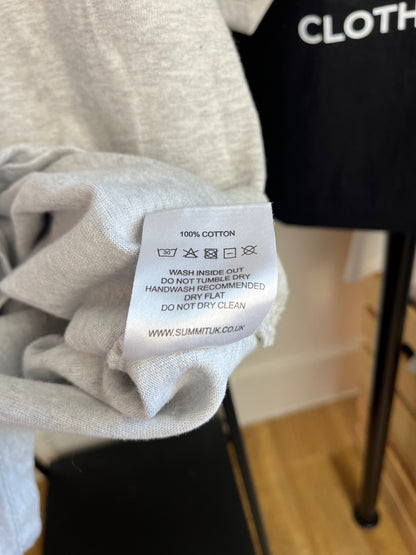 CLOTH
100% COTTON
30
WASH INSIDE OUT
DO NOT TUMBLE DRY
HANDWASH RECOMMENDED
DRY FLAT
DO NOT DRY CLEAN
WWW.SUMMITUK.CO.UK